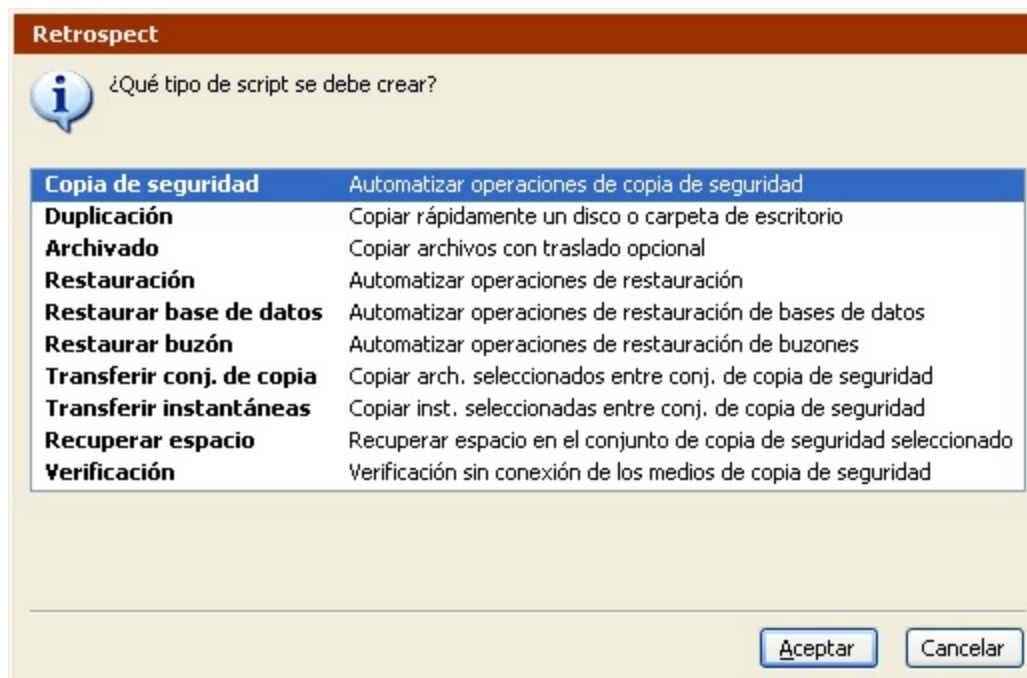 Retrospect
¿Qué tipo de script se debe crear?
Copia de seguridad Automatizar operaciones de copia de seguridad
Duplicación Copiar rápidamente un disco o carpeta de escritorio
Archivado Copiar archivos con traslado opcional
Restauración Automatizar operaciones de restauración
Restaurar base de datos Automatizar operaciones de restauración de bases de datos
Restaurar buzón Automatizar operaciones de restauración de buzones
Transferir conj. de copia Copiar arch. seleccionados entre conj. de copia de seguridad
Transferir instantáneas Copiar inst. seleccionadas entre conj. de copia de seguridad
Recuperar espacio Recuperar espacio en el conjunto de copia de seguridad seleccionado
Verificación Verificación sin conexión de los medios de copia de seguridad
Aceptar Cancelar